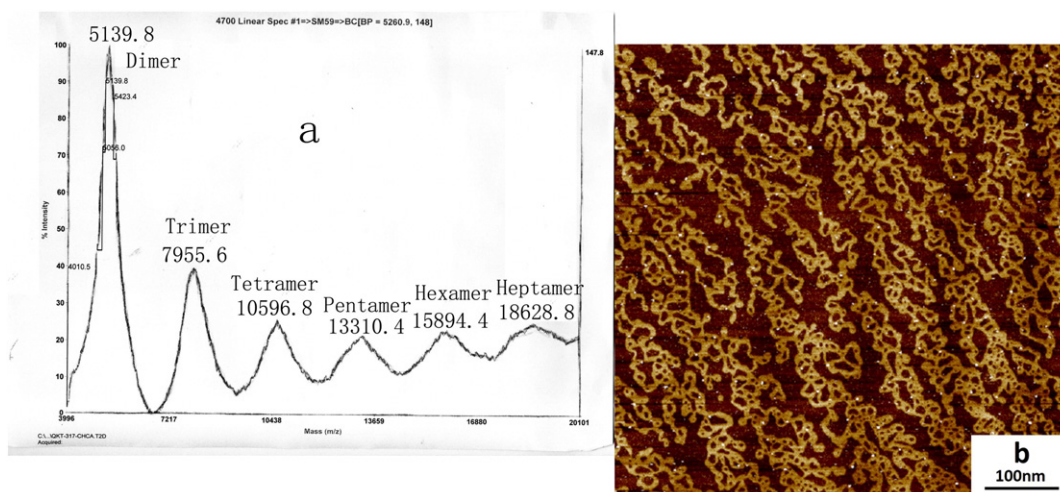 4700 Linear Spec #1=>SM59=>BC[BP = 5260.9, 148]
5139.8
Dimer
100
147.8
90
5139.8
5423.4
80
a
5056.0
70
60
50
% Intensity
Trimer
7955.6
40
4010.5
Tetramer
10596.8
Pentamer
13310.4
Hexamer
15894.4
Heptamer
18628.8
30
20
10
0
3996
7217
10438
13659
16880
20101
Mass (m/z)
C:\...\QKT-317-CHCA.T2D
Acquired:
b
100nm